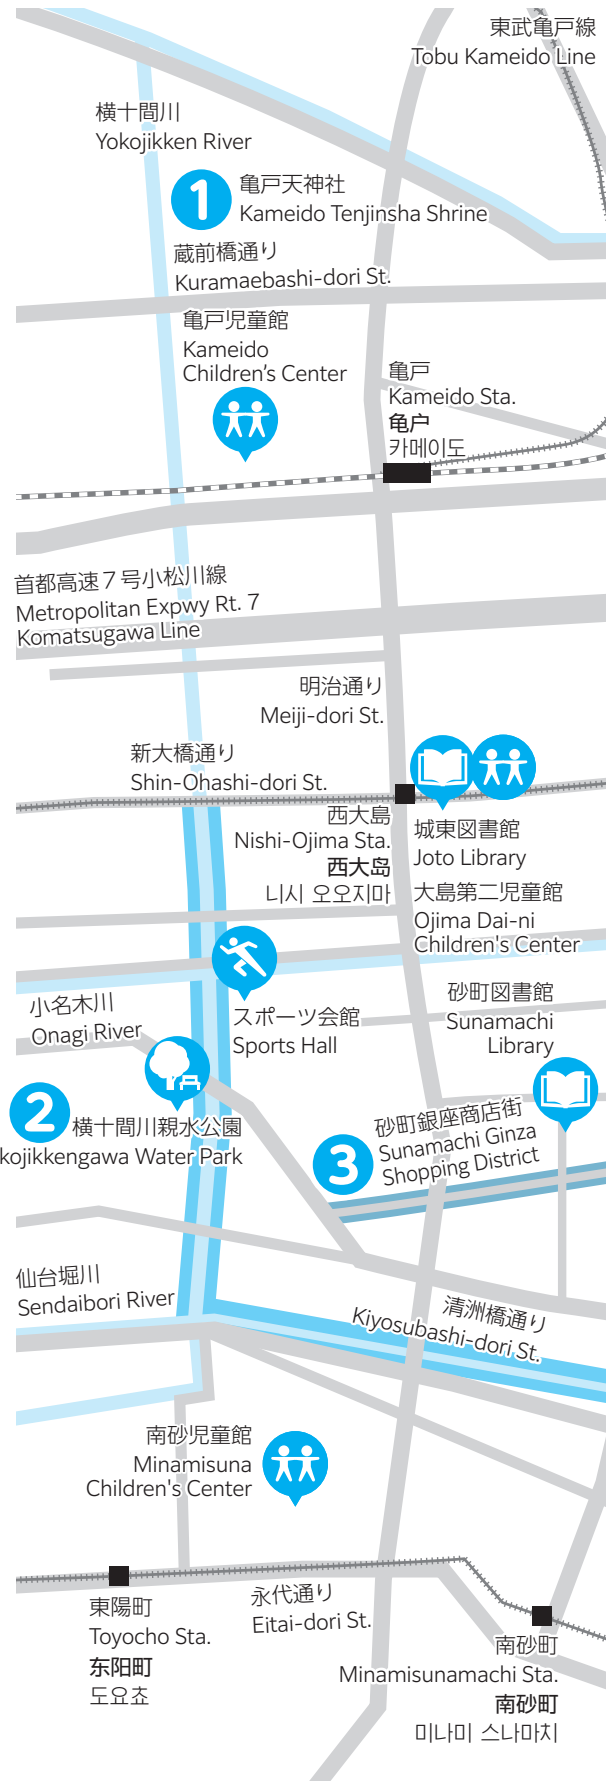 東武亀戸線
Tobu Kameido Line
横十間川
Yokojikken River
1
亀戸天神社
Kameido Tenjinsha Shrine
蔵前橋通り
Kuramaebashi-dori St.
亀戸児童館
Kameido
Children's Center
亀戸
Kameido Sta.
龟户
카메이도
首都高速7号小松川線
Metropolitan Expwy Rt. 7
Komatsugawa Line
明治通り
Meiji-dori St.
新大橋通り
Shin-Ohashi-dori St.
西大島
Nishi-Ojima Sta.
西大岛
니시 오오지마
城東図書館
Joto Library
大島第二児童館
Ojima Dai-ni
Children's Center
小名木川
Onagi River
スポーツ会館
Sports Hall
砂町図書館
Sunamachi
Library
2
横十間川親水公園
kojikkengawa Water Park
3
砂町銀座商店街
Sunamachi Ginza
Shopping District
仙台堀川
Sendaibori River
清洲橋通り
Kiyosubashi-dori St.
南砂児童館
Minamisuna
Children's Center
東陽町
Toyocho Sta.
东阳町
도요쵸
永代通り
Eitai-dori St.
南砂町
Minamisunamachi Sta.
南砂町
미나미 스나마치